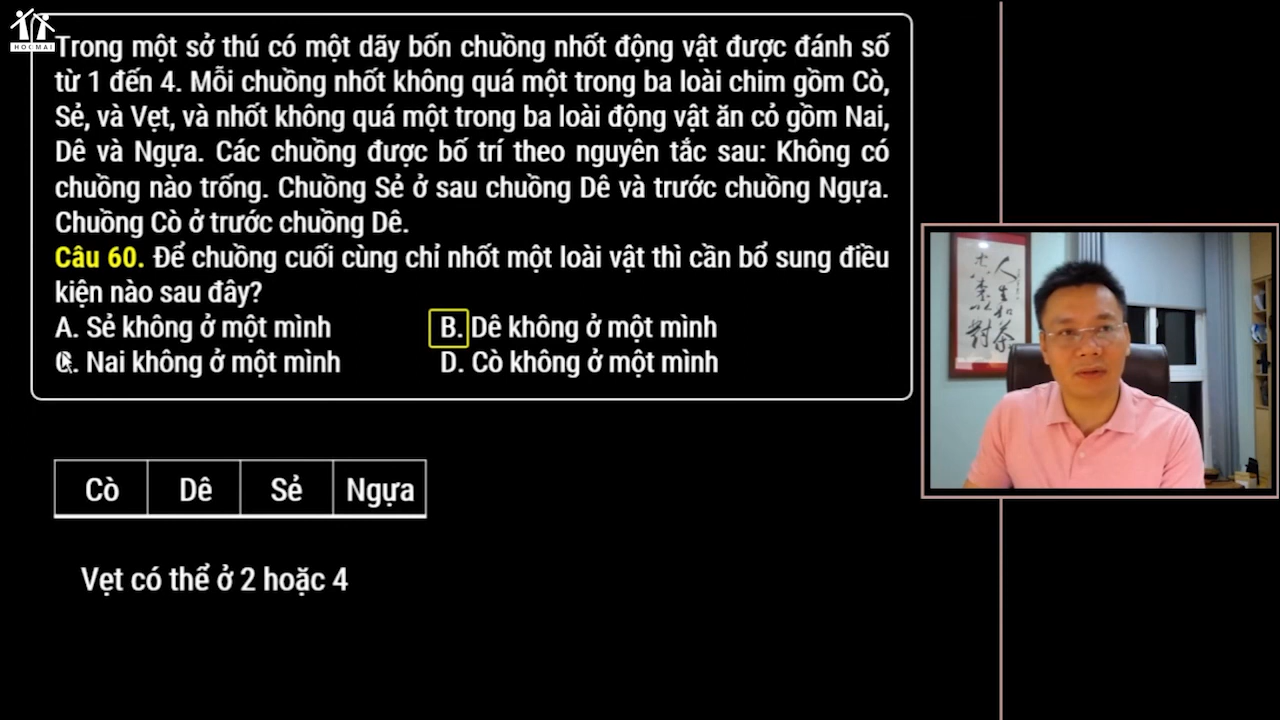 HOCMAI
Trong một sở thú có một dãy bốn chuồng nhốt động vật được đánh số
từ 1 đến 4. Mỗi chuồng nhốt không quá một trong ba loài chim gồm Cò,
Sẻ, và Vẹt, và nhốt không quá một trong ba loài động vật ăn cỏ gồm Nai,
Dê và Ngựa. Các chuồng được bố trí theo nguyên tắc sau: Không có
chuồng nào trống. Chuồng Sẻ ở sau chuồng Dê và trước chuồng Ngựa.
Chuồng Cò ở trước chuồng Dê.
Câu 60. Để chuồng cuối cùng chỉ nhốt một loài vật thì cần bổ sung điều
kiện nào sau đây?
A. Sẻ không ở một mình B. Dê không ở một mình
C. Nai không ở một mình D. Cò không ở một mình
Cò Dê Sẻ Ngựa
Vẹt có thể ở 2 hoặc 4